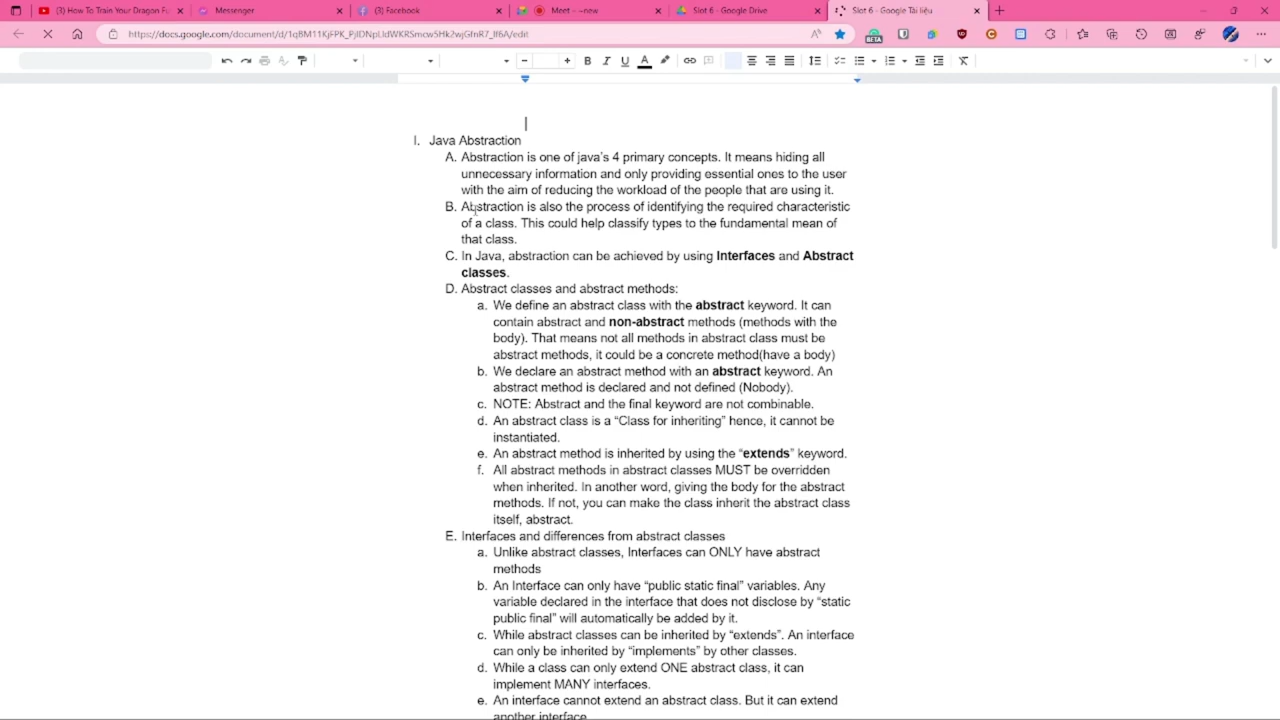 (3) How To Train Your Dragon Fu
Messenger
(3) Facebook
Meet – –new
Slot 6 - Google Drive
Slot 6 - Google Tài liệu
BETA
B I U A
I. Java Abstraction
A. Abstraction is one of java's 4 primary concepts. It means hiding all
unnecessary information and only providing essential ones to the user
with the aim of reducing the workload of the people that are using it.
B. Abstraction is also the process of identifying the required characteristic
of a class. This could help classify types to the fundamental mean of
that class.
C. In Java, abstraction can be achieved by using Interfaces and Abstract
classes.
D. Abstract classes and abstract methods:
a. We define an abstract class with the abstract keyword. It can
contain abstract and non-abstract methods (methods with the
body). That means not all methods in abstract class must be
abstract methods, it could be a concrete method(have a body)
b. We declare an abstract method with an abstract keyword. An
abstract method is declared and not defined (Nobody).
c. NOTE: Abstract and the final keyword are not combinable.
d. An abstract class is a “Class for inheriting” hence, it cannot be
instantiated.
e. An abstract method is inherited by using the “extends” keyword.
f. All abstract methods in abstract classes MUST be overridden
when inherited. In another word, giving the body for the abstract
methods. If not, you can make the class inherit the abstract class
itself, abstract.
E. Interfaces and differences from abstract classes
a. Unlike abstract classes, Interfaces can ONLY have abstract
methods
b. An Interface can only have “public static final” variables. Any
variable declared in the interface that does not disclose by “static
public final” will automatically be added by it.
c. While abstract classes can be inherited by “extends”. An interface
can only be inherited by “implements” by other classes.
d. While a class can only extend ONE abstract class, it can
implement MANY interfaces.
e. An interface cannot extend an abstract class. But it can extend
another interface